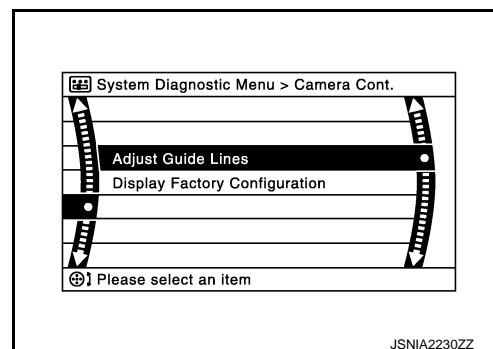 System Diagnostic Menu > Camera Cont.
Adjust Guide Lines
Display Factory Configuration
Please select an item
JSNIA2230ZZ